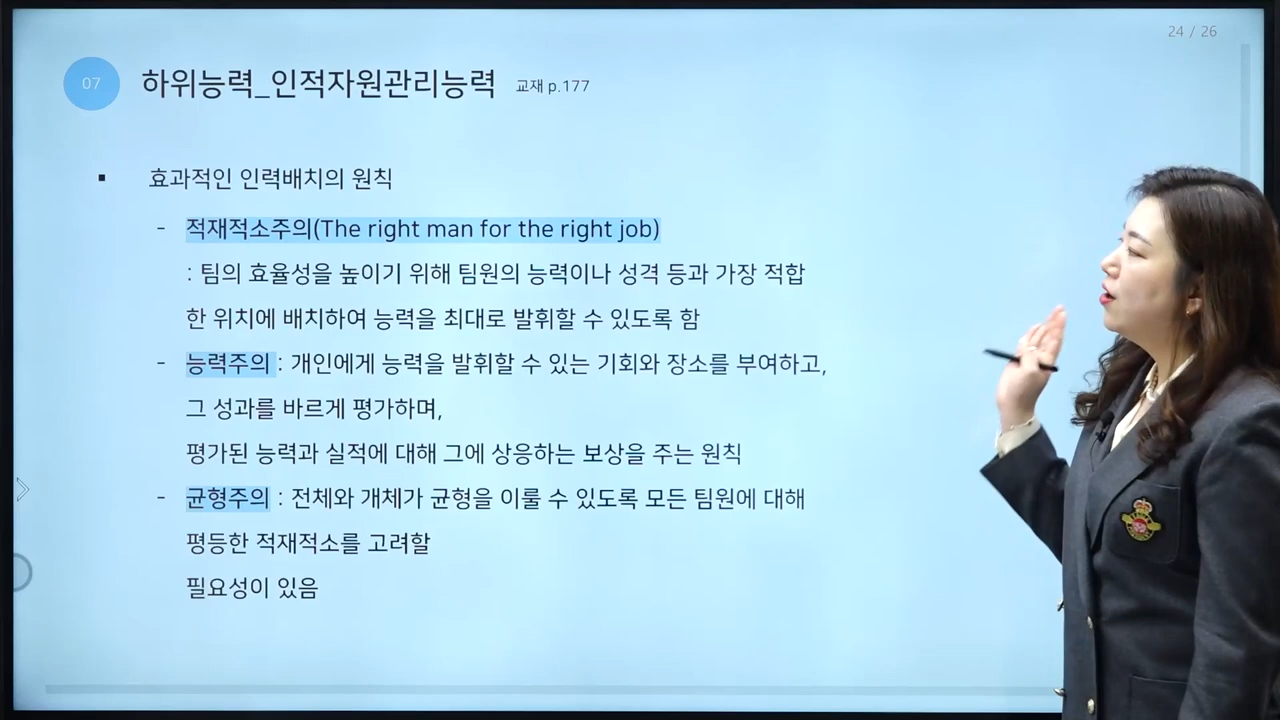 24 / 26
07 하위능력_인적자원관리능력 교재 p.177
▪ 효과적인 인력배치의 원칙
- 적재적소주의(The right man for the right job)
: 팀의 효율성을 높이기 위해 팀원의 능력이나 성격 등과 가장 적합
한 위치에 배치하여 능력을 최대로 발휘할 수 있도록 함
- 능력주의 : 개인에게 능력을 발휘할 수 있는 기회와 장소를 부여하고,
그 성과를 바르게 평가하며,
평가된 능력과 실적에 대해 그에 상응하는 보상을 주는 원칙
- 균형주의 : 전체와 개체가 균형을 이룰 수 있도록 모든 팀원에 대해
평등한 적재적소를 고려할
필요성이 있음